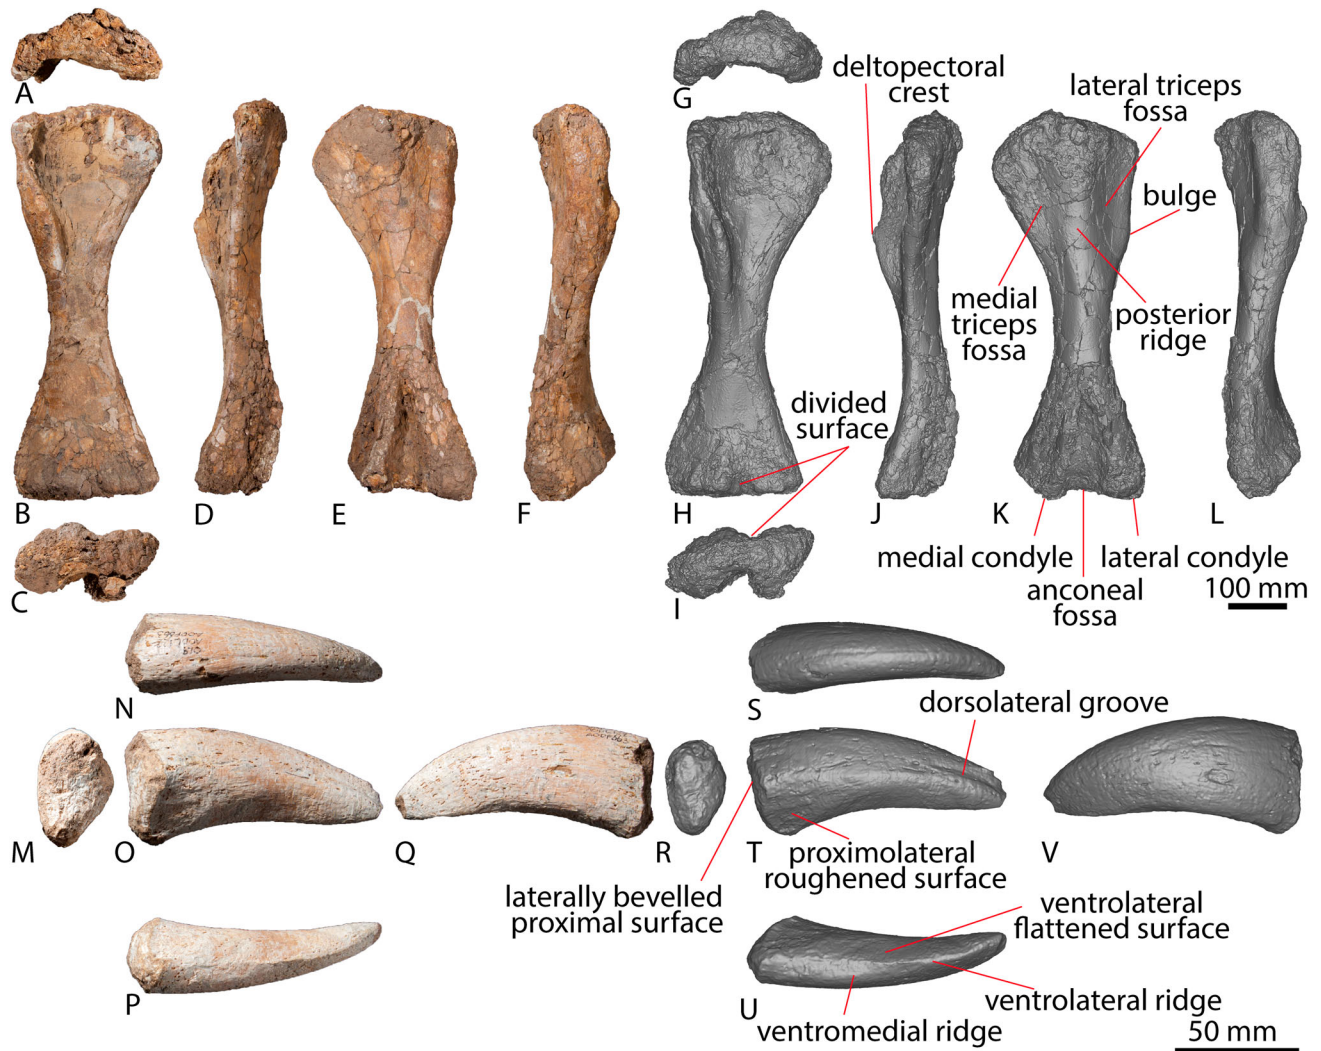 A
G
deltopectoral
crest
lateral triceps
fossa
bulge
medial
triceps
fossa
posterior
ridge
divided
surface
B
D
E
F
H
J
K
L
C
I
medial condyle
lateral condyle
anconeal
fossa
100 mm
N
S
dorsolateral groove
M
O
Q
R
T
V
proximolateral
roughened surface
laterally bevelled
proximal surface
ventrolateral
flattened surface
P
U
ventrolateral ridge
ventromedial ridge
50 mm